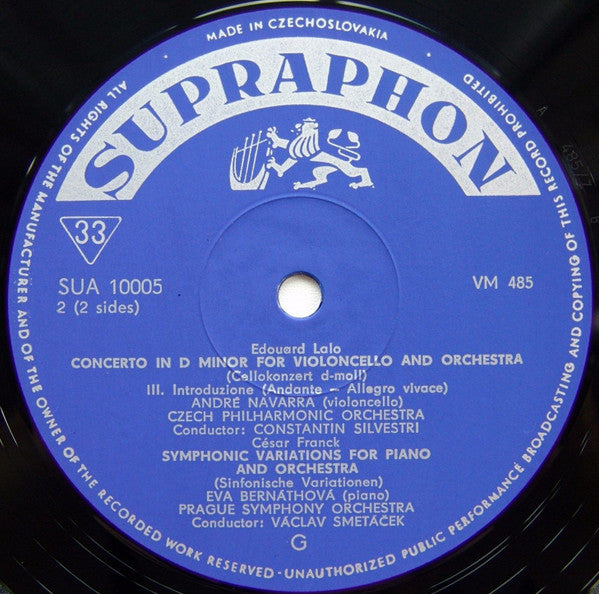 MADE IN CZECHOSLOVAKIA
ALL RIGHTS OF THE MANUFACTURER AND OF THE OWNER OF THE RECORDED WORK RESERVED - UNAUTHORIZED PUBLIC PERFORMANCE BROADCASTING AND COPYING OF THIS RECORD PROHIBITED
SUPRAPHON
33
SUA 10005
VM 485
2 (2 sides)
Edouard Lalo
CONCERTO IN D MINOR FOR VIOLONCELLO AND ORCHESTRA
(Cellokonzert d-moll)
III. Introduzione (Andante - Allegro vivace)
ANDRÉ NAVARRA (violoncello)
CZECH PHILHARMONIC ORCHESTRA
Conductor: CONSTANTIN SILVESTRI
César Franck
SYMPHONIC VARIATIONS FOR PIANO
AND ORCHESTRA
(Sinfonische Variationen)
EVA BERNÁTHOVÁ (piano)
PRAGUE SYMPHONY ORCHESTRA
Conductor: VÁCLAV SMETÁČEK
G